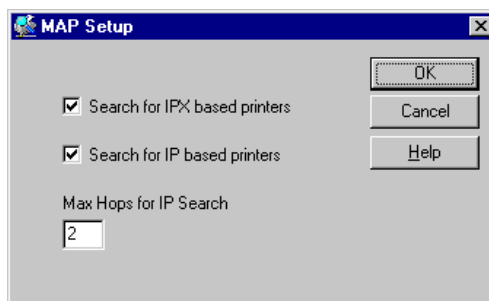 MAP Setup
OK
Search for IPX based printers
Cancel
Search for IP based printers
Help
Max Hops for IP Search
2